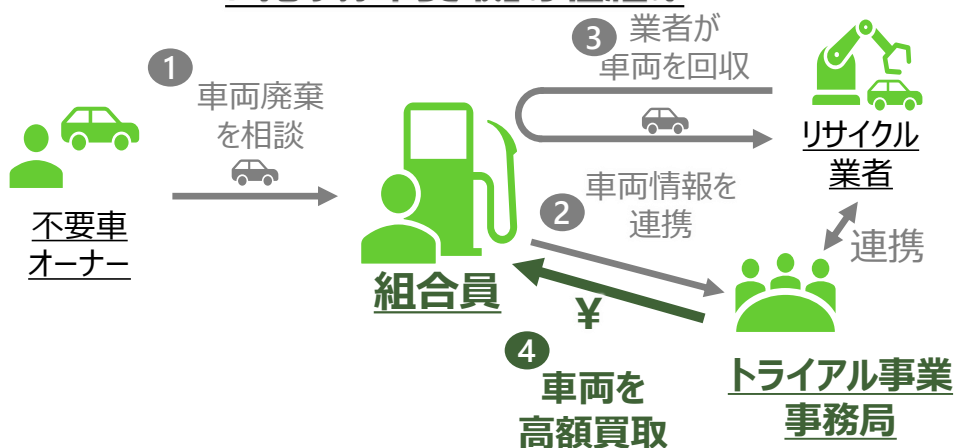 1
車両廃棄
を相談
不要車
オーナー
組合員
3
業者が
車両を回収
リサイクル
業者
2
車両情報を
連携
連携
¥
4
車両を
高額買取
トライアル事業
事務局